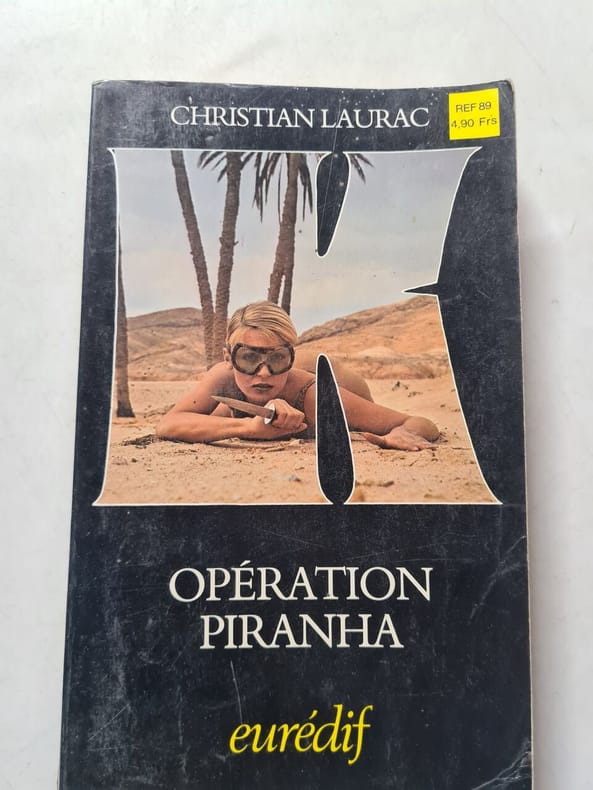 CHRISTIAN LAURAC
REF 89
4,90 Frs
K
OPÉRATION
PIRANHA
eurédif